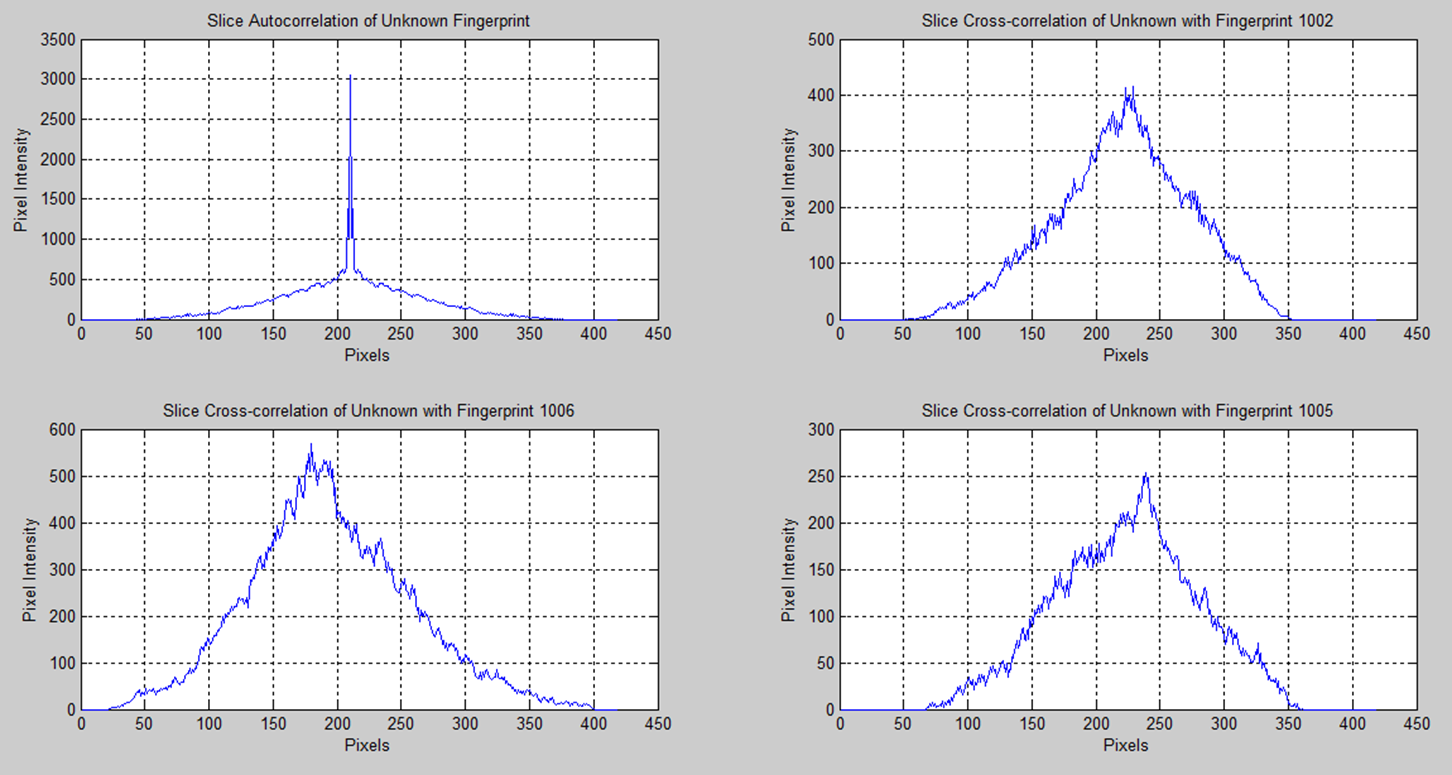 Slice Autocorrelation of Unknown Fingerprint
3500
3000
2500
2000
1500
1000
500
0
Pixel Intensity
0 50 100 150 200 250 300 350 400 450
Pixels
Slice Cross-correlation of Unknown with Fingerprint 1002
500
400
300
200
100
0
Pixel Intensity
0 50 100 150 200 250 300 350 400 450
Pixels
Slice Cross-correlation of Unknown with Fingerprint 1006
600
500
400
300
200
100
0
Pixel Intensity
0 50 100 150 200 250 300 350 400 450
Pixels
Slice Cross-correlation of Unknown with Fingerprint 1005
300
250
200
150
100
50
0
Pixel Intensity
0 50 100 150 200 250 300 350 400 450
Pixels